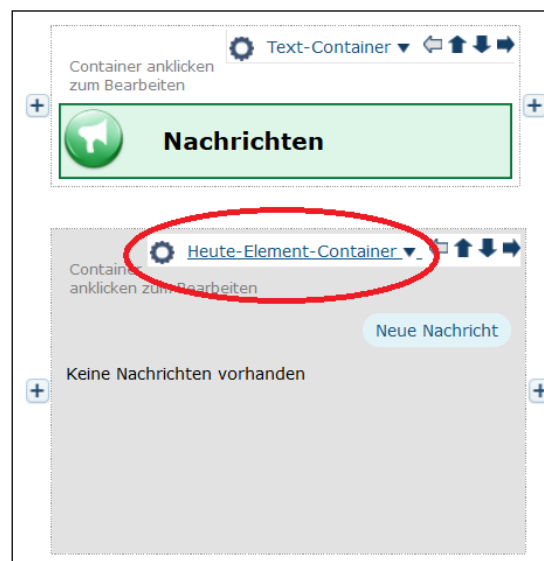 Text-Container
Container anklicken
zum Bearbeiten
Nachrichten
Heute-Element-Container
Container
anklicken zum Bearbeiten
Neue Nachricht
Keine Nachrichten vorhanden